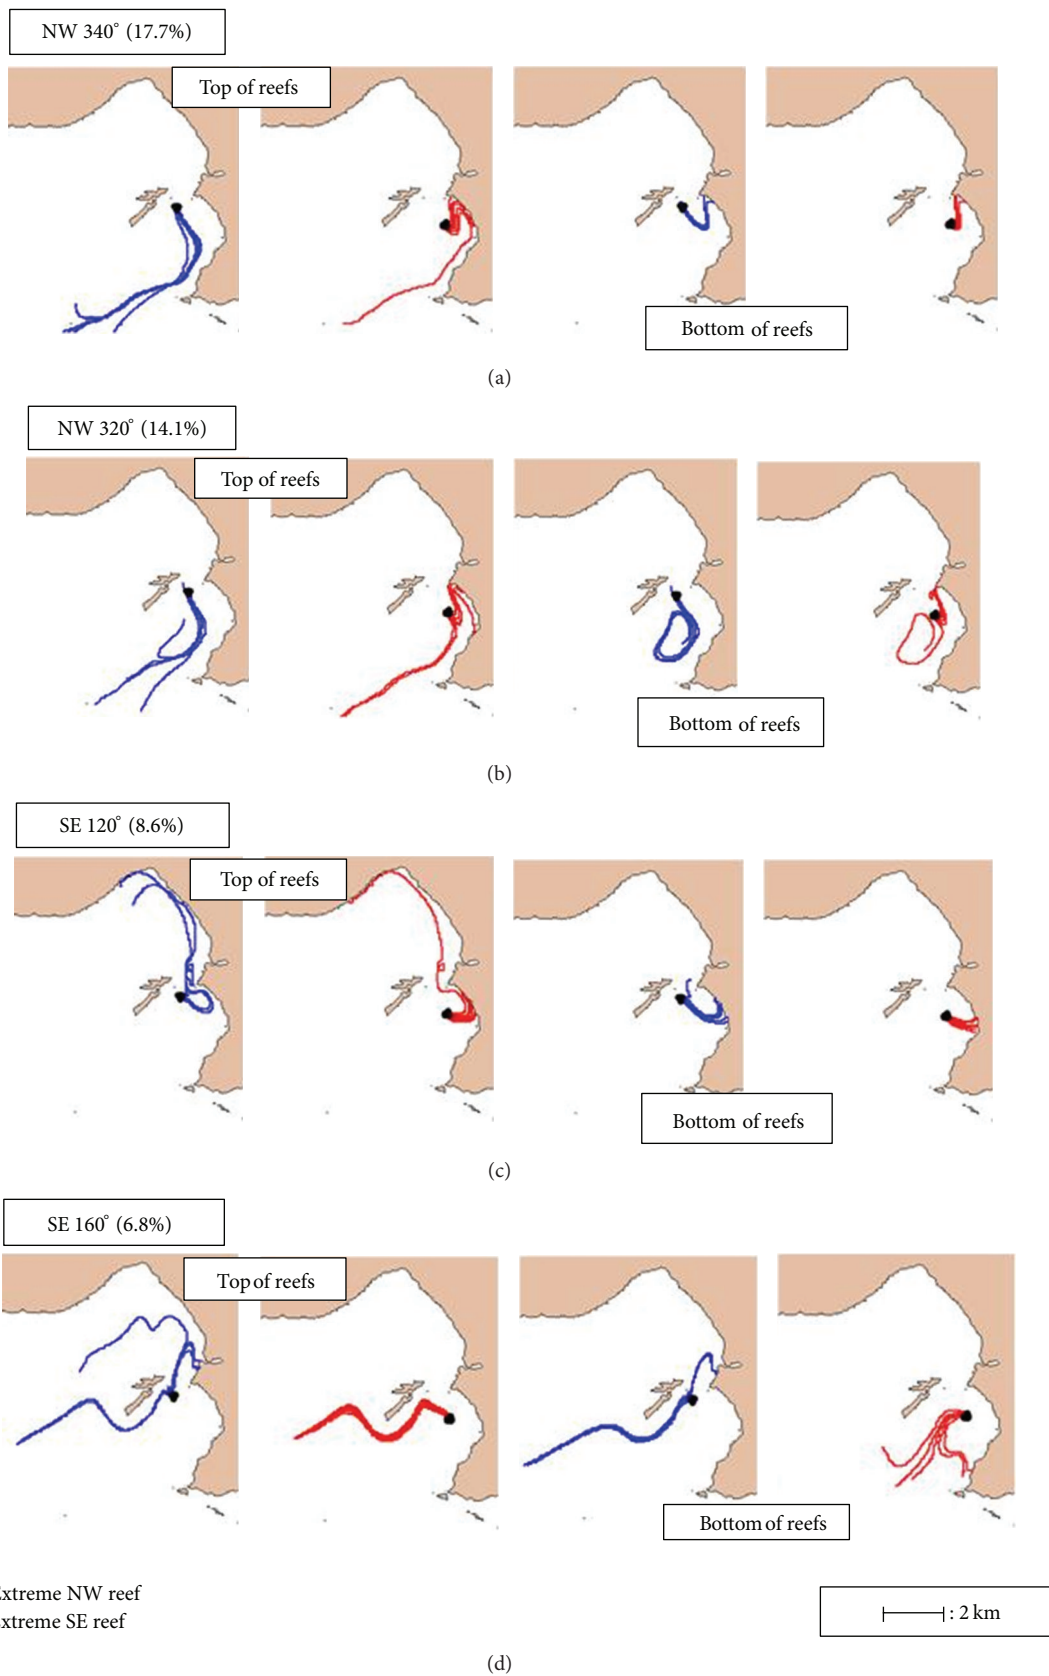 NW 340° (17.7%)
Top of reefs
Bottom of reefs
(a)
NW 320° (14.1%)
Top of reefs
Bottom of reefs
(b)
SE 120° (8.6%)
Top of reefs
Bottom of reefs
(c)
SE 160° (6.8%)
Top of reefs
Bottom of reefs
Extreme NW reef
Extreme SE reef
: 2 km
(d)